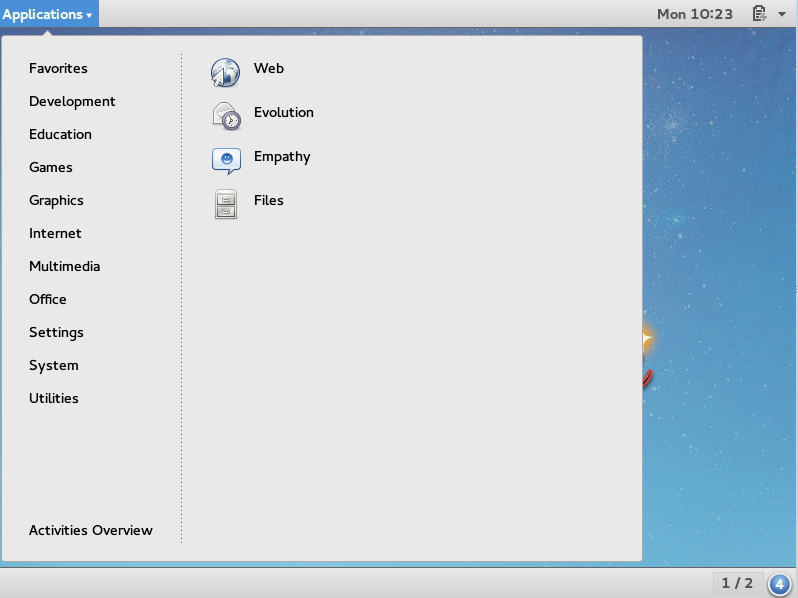 Applications
Mon 10:23
Favorites
Development
Education
Games
Graphics
Internet
Multimedia
Office
Settings
System
Utilities
Activities Overview
Web
Evolution
Empathy
Files
1 / 2
4